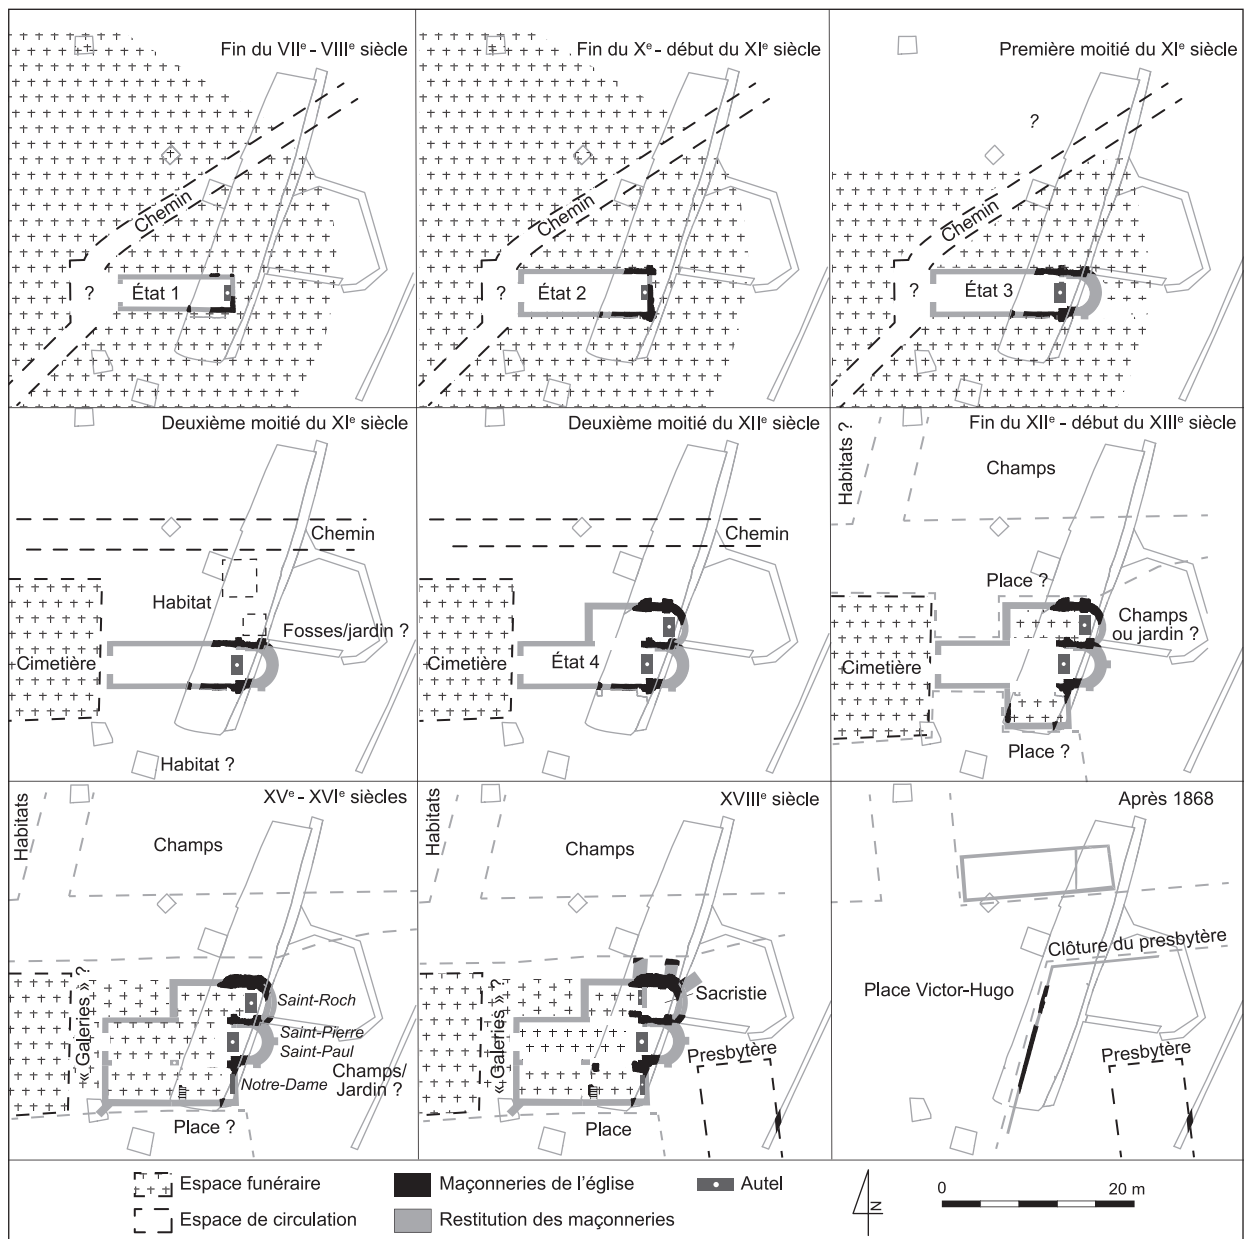 Fin du VIIe - VIIIe siècle
Chemin
?
État 1
Fin du Xe - début du XIe siècle
Chemin
?
État 2
Première moitié du XIe siècle
?
Chemin
?
État 3
Deuxième moitié du XIe siècle
Chemin
Habitat
Fosses/jardin ?
Cimetière
Habitat ?
Deuxième moitié du XIIe siècle
Chemin
Cimetière
État 4
Fin du XIIe - début du XIIIe siècle
Habitats ?
Champs
Place ?
Champs
ou jardin ?
Cimetière
Place ?
XVe - XVIe siècles
Habitats
Champs
« Galeries » ?
Saint-Roch
Saint-Pierre
Saint-Paul
Champs/
Jardin ?
Notre-Dame
Place ?
XVIIIe siècle
Habitats
Champs
« Galeries » ?
Sacristie
Presbytère
Place
Après 1868
Clôture du presbytère
Place Victor-Hugo
Presbytère
Espace funéraire
Maçonneries de l'église
Autel
Espace de circulation
Restitution des maçonneries
N
0 20 m